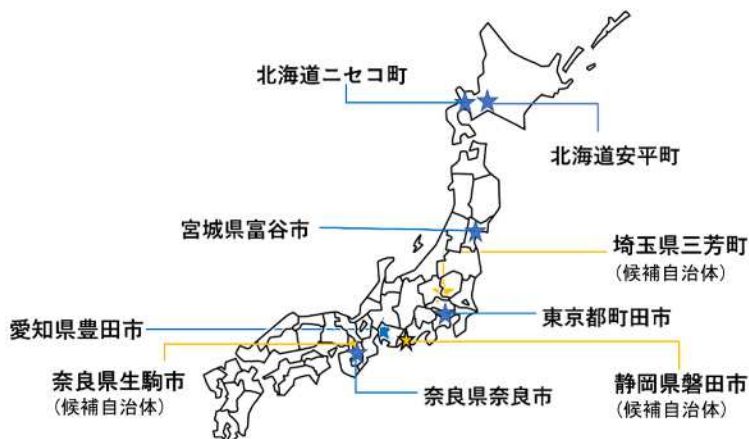 北海道ニセコ町
北海道安平町
宮城県富谷市
埼玉県三芳町
(候補自治体)
愛知県豊田市
東京都町田市
奈良県生駒市
(候補自治体)
奈良県奈良市
静岡県磐田市
(候補自治体)